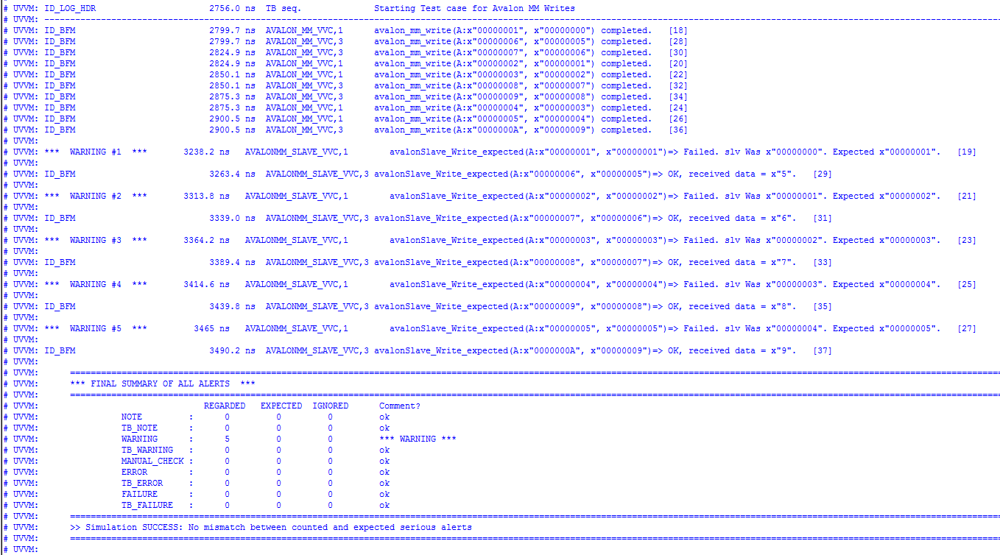 # UVVM: ID_LOG_HDR 2756.0 ns TB seq. Starting Test case for Avalon MM Writes
# UVVM: ------------------------------------------------------------------------------------------------------------------------
# UVVM: ID_BFM 2799.7 ns AVALON_MM_VVC,1 avalon_mm_write(A:x"00000001", x"00000000") completed. [18]
# UVVM: ID_BFM 2799.7 ns AVALON_MM_VVC,3 avalon_mm_write(A:x"00000006", x"00000005") completed. [28]
# UVVM: ID_BFM 2824.9 ns AVALON_MM_VVC,3 avalon_mm_write(A:x"00000007", x"00000006") completed. [30]
# UVVM: ID_BFM 2824.9 ns AVALON_MM_VVC,1 avalon_mm_write(A:x"00000002", x"00000001") completed. [20]
# UVVM: ID_BFM 2850.1 ns AVALON_MM_VVC,1 avalon_mm_write(A:x"00000003", x"00000002") completed. [22]
# UVVM: ID_BFM 2850.1 ns AVALON_MM_VVC,3 avalon_mm_write(A:x"00000008", x"00000007") completed. [32]
# UVVM: ID_BFM 2875.3 ns AVALON_MM_VVC,3 avalon_mm_write(A:x"00000009", x"00000008") completed. [34]
# UVVM: ID_BFM 2875.3 ns AVALON_MM_VVC,1 avalon_mm_write(A:x"00000004", x"00000003") completed. [24]
# UVVM: ID_BFM 2900.5 ns AVALON_MM_VVC,1 avalon_mm_write(A:x"00000005", x"00000004") completed. [26]
# UVVM: ID_BFM 2900.5 ns AVALON_MM_VVC,3 avalon_mm_write(A:x"0000000A", x"00000009") completed. [36]
# UVVM:
# UVVM: *** WARNING #1 *** 3238.2 ns AVALONMM_SLAVE_VVC,1 avalonSlave_Write_expected(A:x"00000001", x"00000001")=> Failed. slv Was x"00000000". Expected x"00000001". [19]
# UVVM:
# UVVM: ID_BFM 3263.4 ns AVALONMM_SLAVE_VVC,3 avalonSlave_Write_expected(A:x"00000006", x"00000005")=> OK, received data = x"5". [29]
# UVVM:
# UVVM: *** WARNING #2 *** 3313.8 ns AVALONMM_SLAVE_VVC,1 avalonSlave_Write_expected(A:x"00000002", x"00000002")=> Failed. slv Was x"00000001". Expected x"00000002". [21]
# UVVM:
# UVVM: ID_BFM 3339.0 ns AVALONMM_SLAVE_VVC,3 avalonSlave_Write_expected(A:x"00000007", x"00000006")=> OK, received data = x"6". [31]
# UVVM:
# UVVM: *** WARNING #3 *** 3364.2 ns AVALONMM_SLAVE_VVC,1 avalonSlave_Write_expected(A:x"00000003", x"00000003")=> Failed. slv Was x"00000002". Expected x"00000003". [23]
# UVVM:
# UVVM: ID_BFM 3389.4 ns AVALONMM_SLAVE_VVC,3 avalonSlave_Write_expected(A:x"00000008", x"00000007")=> OK, received data = x"7". [33]
# UVVM:
# UVVM: *** WARNING #4 *** 3414.6 ns AVALONMM_SLAVE_VVC,1 avalonSlave_Write_expected(A:x"00000004", x"00000004")=> Failed. slv Was x"00000003". Expected x"00000004". [25]
# UVVM:
# UVVM: ID_BFM 3439.8 ns AVALONMM_SLAVE_VVC,3 avalonSlave_Write_expected(A:x"00000009", x"00000008")=> OK, received data = x"8". [35]
# UVVM:
# UVVM: *** WARNING #5 *** 3465 ns AVALONMM_SLAVE_VVC,1 avalonSlave_Write_expected(A:x"00000005", x"00000005")=> Failed. slv Was x"00000004". Expected x"00000005". [27]
# UVVM:
# UVVM: ID_BFM 3490.2 ns AVALONMM_SLAVE_VVC,3 avalonSlave_Write_expected(A:x"0000000A", x"00000009")=> OK, received data = x"9". [37]
# UVVM:
# UVVM: ====================================================================================================
# UVVM: *** FINAL SUMMARY OF ALL ALERTS ***
# UVVM: ====================================================================================================
# UVVM: REGARDED EXPECTED IGNORED Comment?
# UVVM: NOTE : 0 0 0 ok
# UVVM: TB_NOTE : 0 0 0 ok
# UVVM: WARNING : 5 0 0 *** WARNING ***
# UVVM: TB_WARNING : 0 0 0 ok
# UVVM: MANUAL_CHECK : 0 0 0 ok
# UVVM: ERROR : 0 0 0 ok
# UVVM: TB_ERROR : 0 0 0 ok
# UVVM: FAILURE : 0 0 0 ok
# UVVM: TB_FAILURE : 0 0 0 ok
# UVVM: ====================================================================================================
# UVVM: >> Simulation SUCCESS: No mismatch between counted and expected serious alerts
# UVVM: ====================================================================================================
# UVVM: